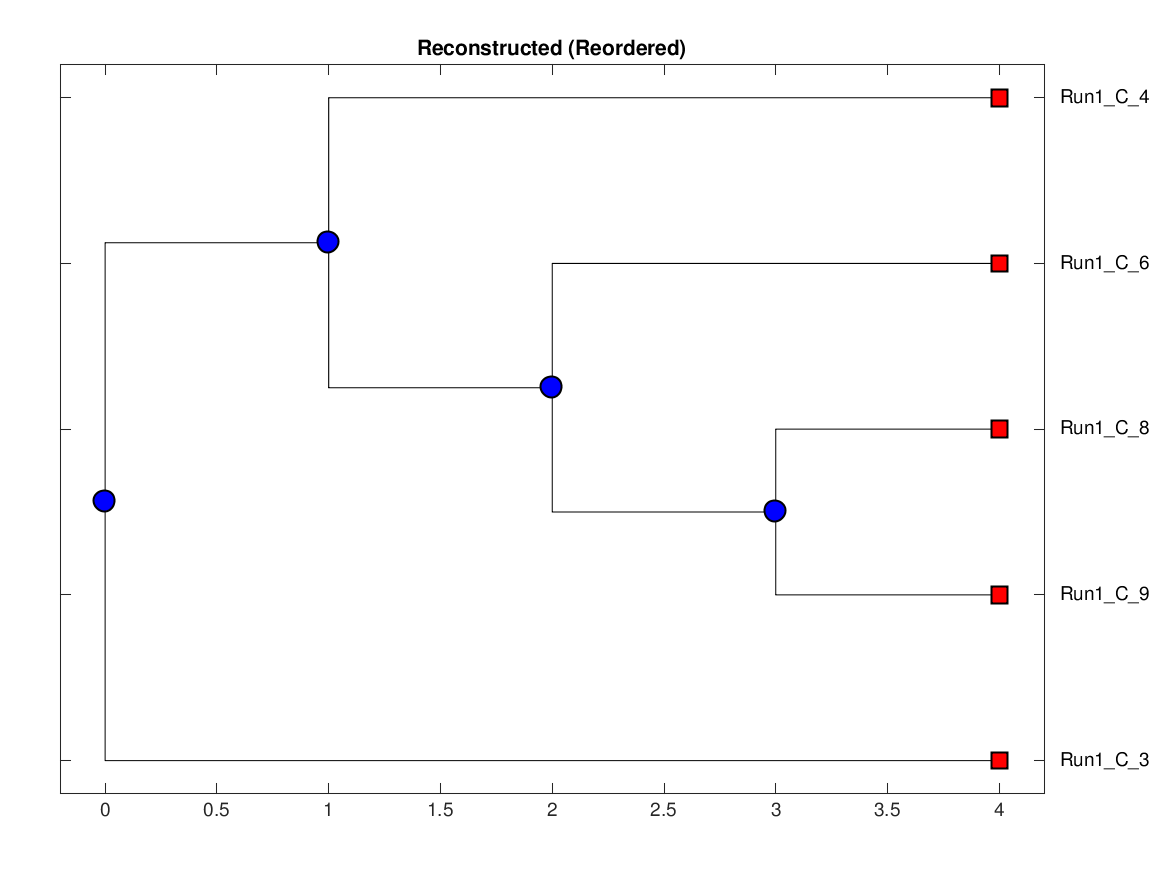 Reconstructed (Reordered)
Run1_C_4
Run1_C_6
Run1_C_8
Run1_C_9
Run1_C_3
0 0.5 1 1.5 2 2.5 3 3.5 4